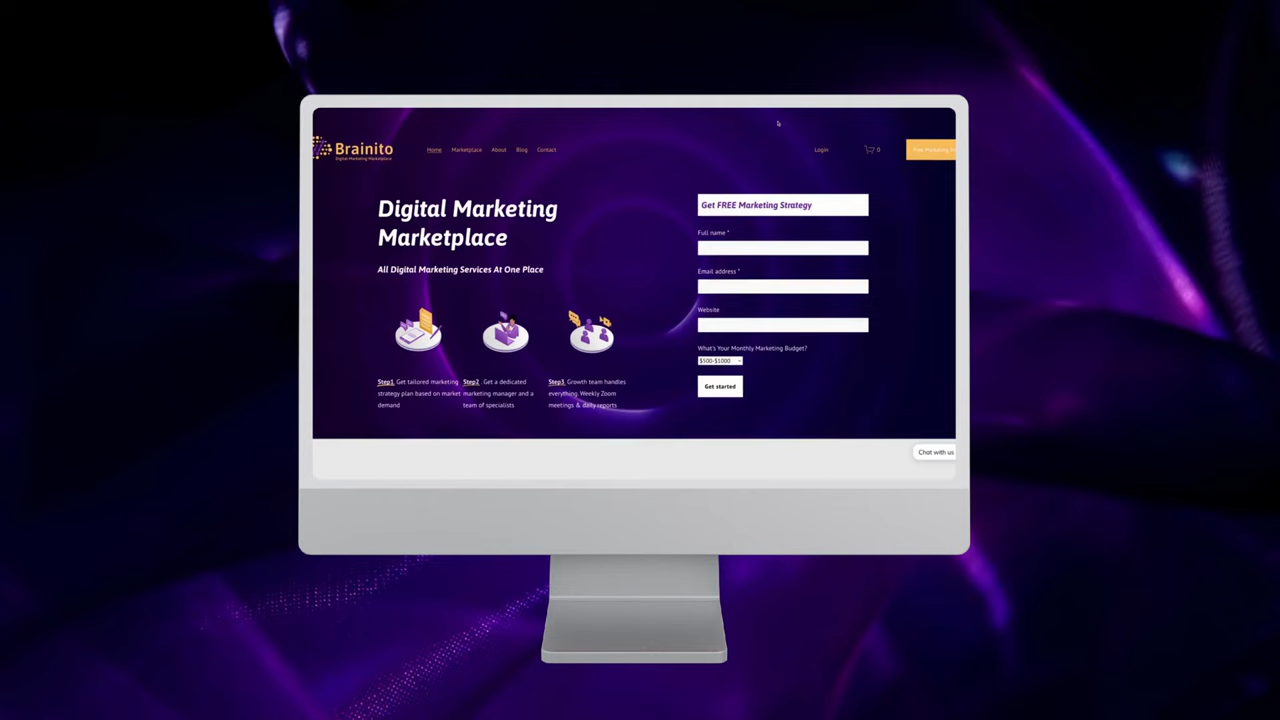 Brainito
Digital Marketing Marketplace
Home
Marketplace
About
Blog
Contact
Login
0
Free Marketing
Digital Marketing
Marketplace
All Digital Marketing Services At One Place
Step1 Get tailored marketing
strategy plan based on market
demand
Step2 .Get a dedicated
marketing manager and a
team of specialists
Step3 Growth team handles
everything. Weekly Zoom
meetings & daily reports
Get FREE Marketing Strategy
Full name *
Email address *
Website
What's Your Monthly Marketing Budget?
$500-$1000
Get started
Chat with us